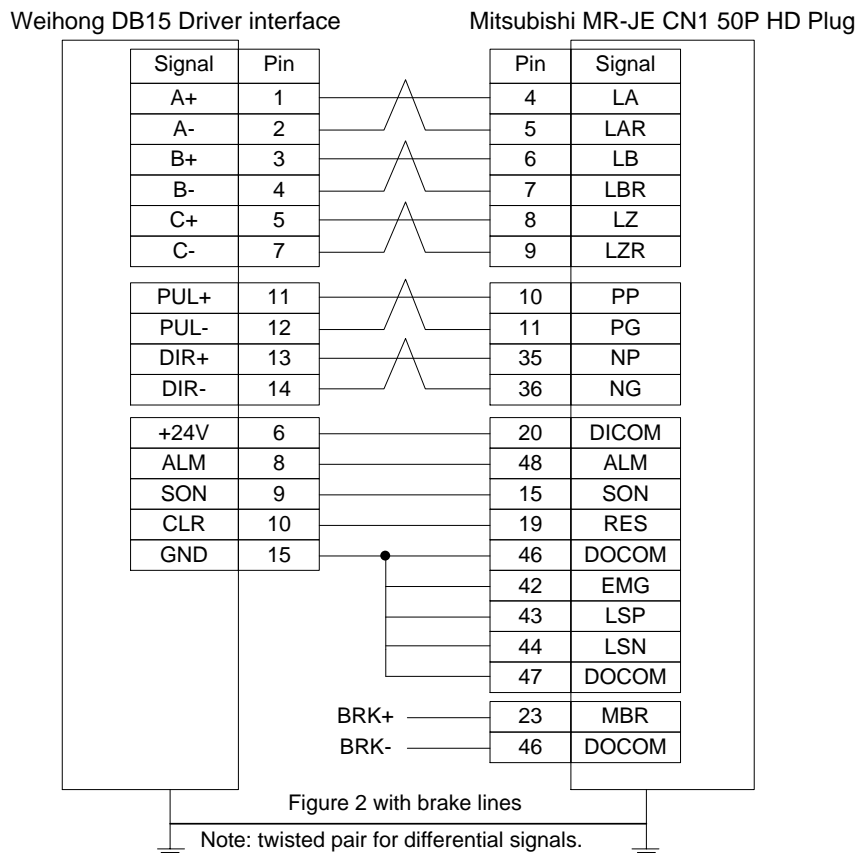 Weihong DB15 Driver interface Mitsubishi MR-JE CN1 50P HD Plug
Signal Pin Pin Signal
A+ 1 4 LA
A- 2 5 LAR
B+ 3 6 LB
B- 4 7 LBR
C+ 5 8 LZ
C- 7 9 LZR
PUL+ 11 10 PP
PUL- 12 11 PG
DIR+ 13 35 NP
DIR- 14 36 NG
+24V 6 20 DICOM
ALM 8 48 ALM
SON 9 15 SON
CLR 10 19 RES
GND 15 46 DOCOM
42 EMG
43 LSP
44 LSN
47 DOCOM
BRK+ 23 MBR
BRK- 46 DOCOM
Figure 2 with brake lines
Note: twisted pair for differential signals.